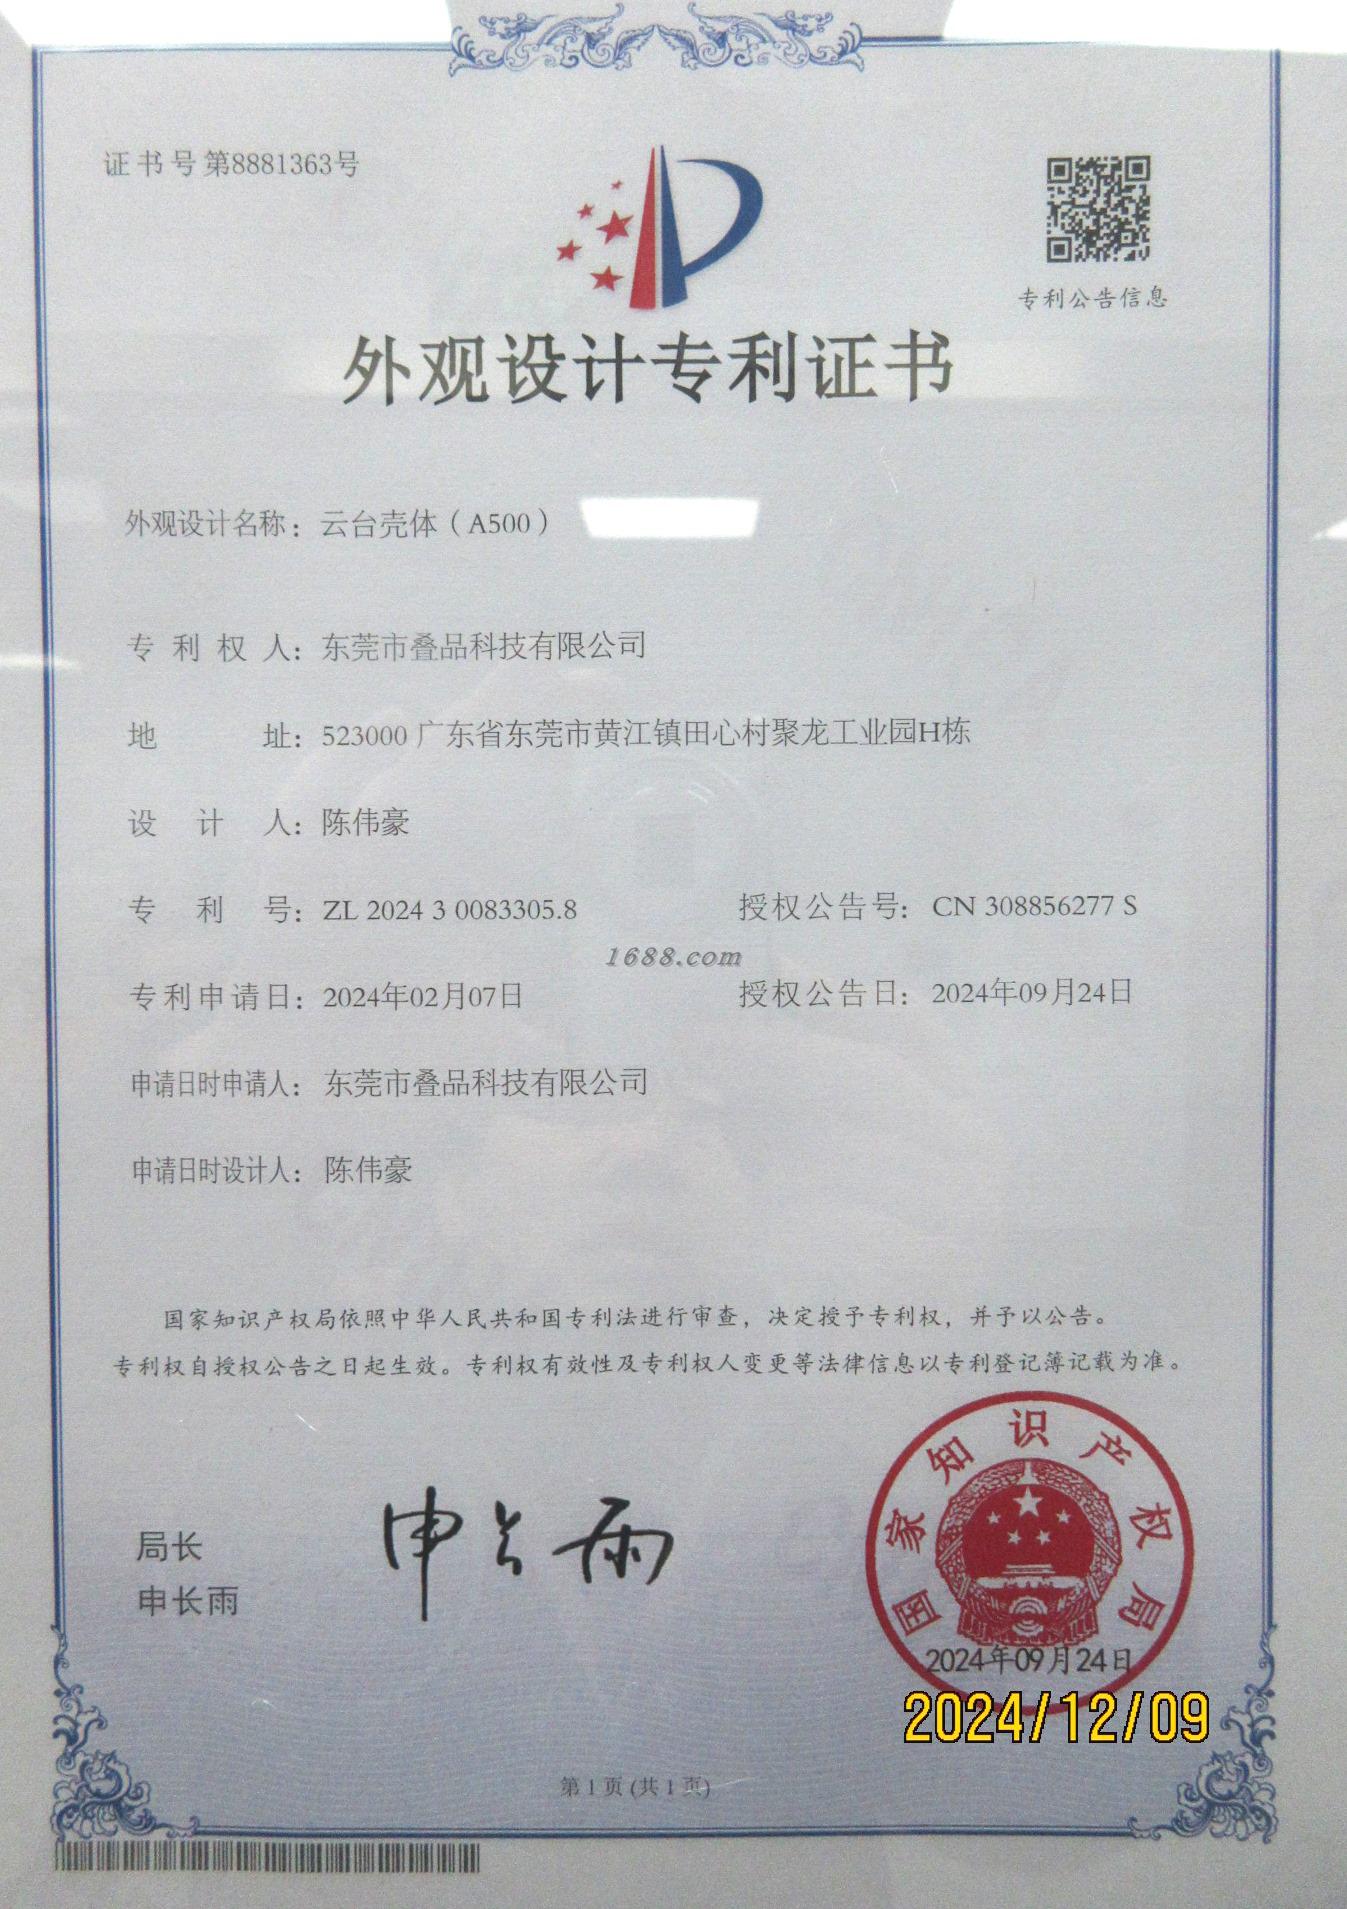 证书号第8881363号
专利公告信息
外观设计专利证书
外观设计名称：云台壳体（A500）
专利权人：东莞市叠品科技有限公司
地址：523000 广东省东莞市黄江镇田心村聚龙工业园H栋
设计人：陈伟豪
专利号：ZL 2024 3 0083305.8 授权公告号：CN 308856277 S
1688.com
专利申请日：2024年02月07日 授权公告日：2024年09月24日
申请日时申请人：东莞市叠品科技有限公司
申请日时设计人：陈伟豪
国家知识产权局依照中华人民共和国专利法进行审查，决定授予专利权，并予以公告。
专利权自授权公告之日起生效。专利权有效性及专利权人变更等法律信息以专利登记簿记载为准。
局长
申长雨
申长雨
国家知识产权局
2024年09月24日
2024/12/09
第1页(共1页)